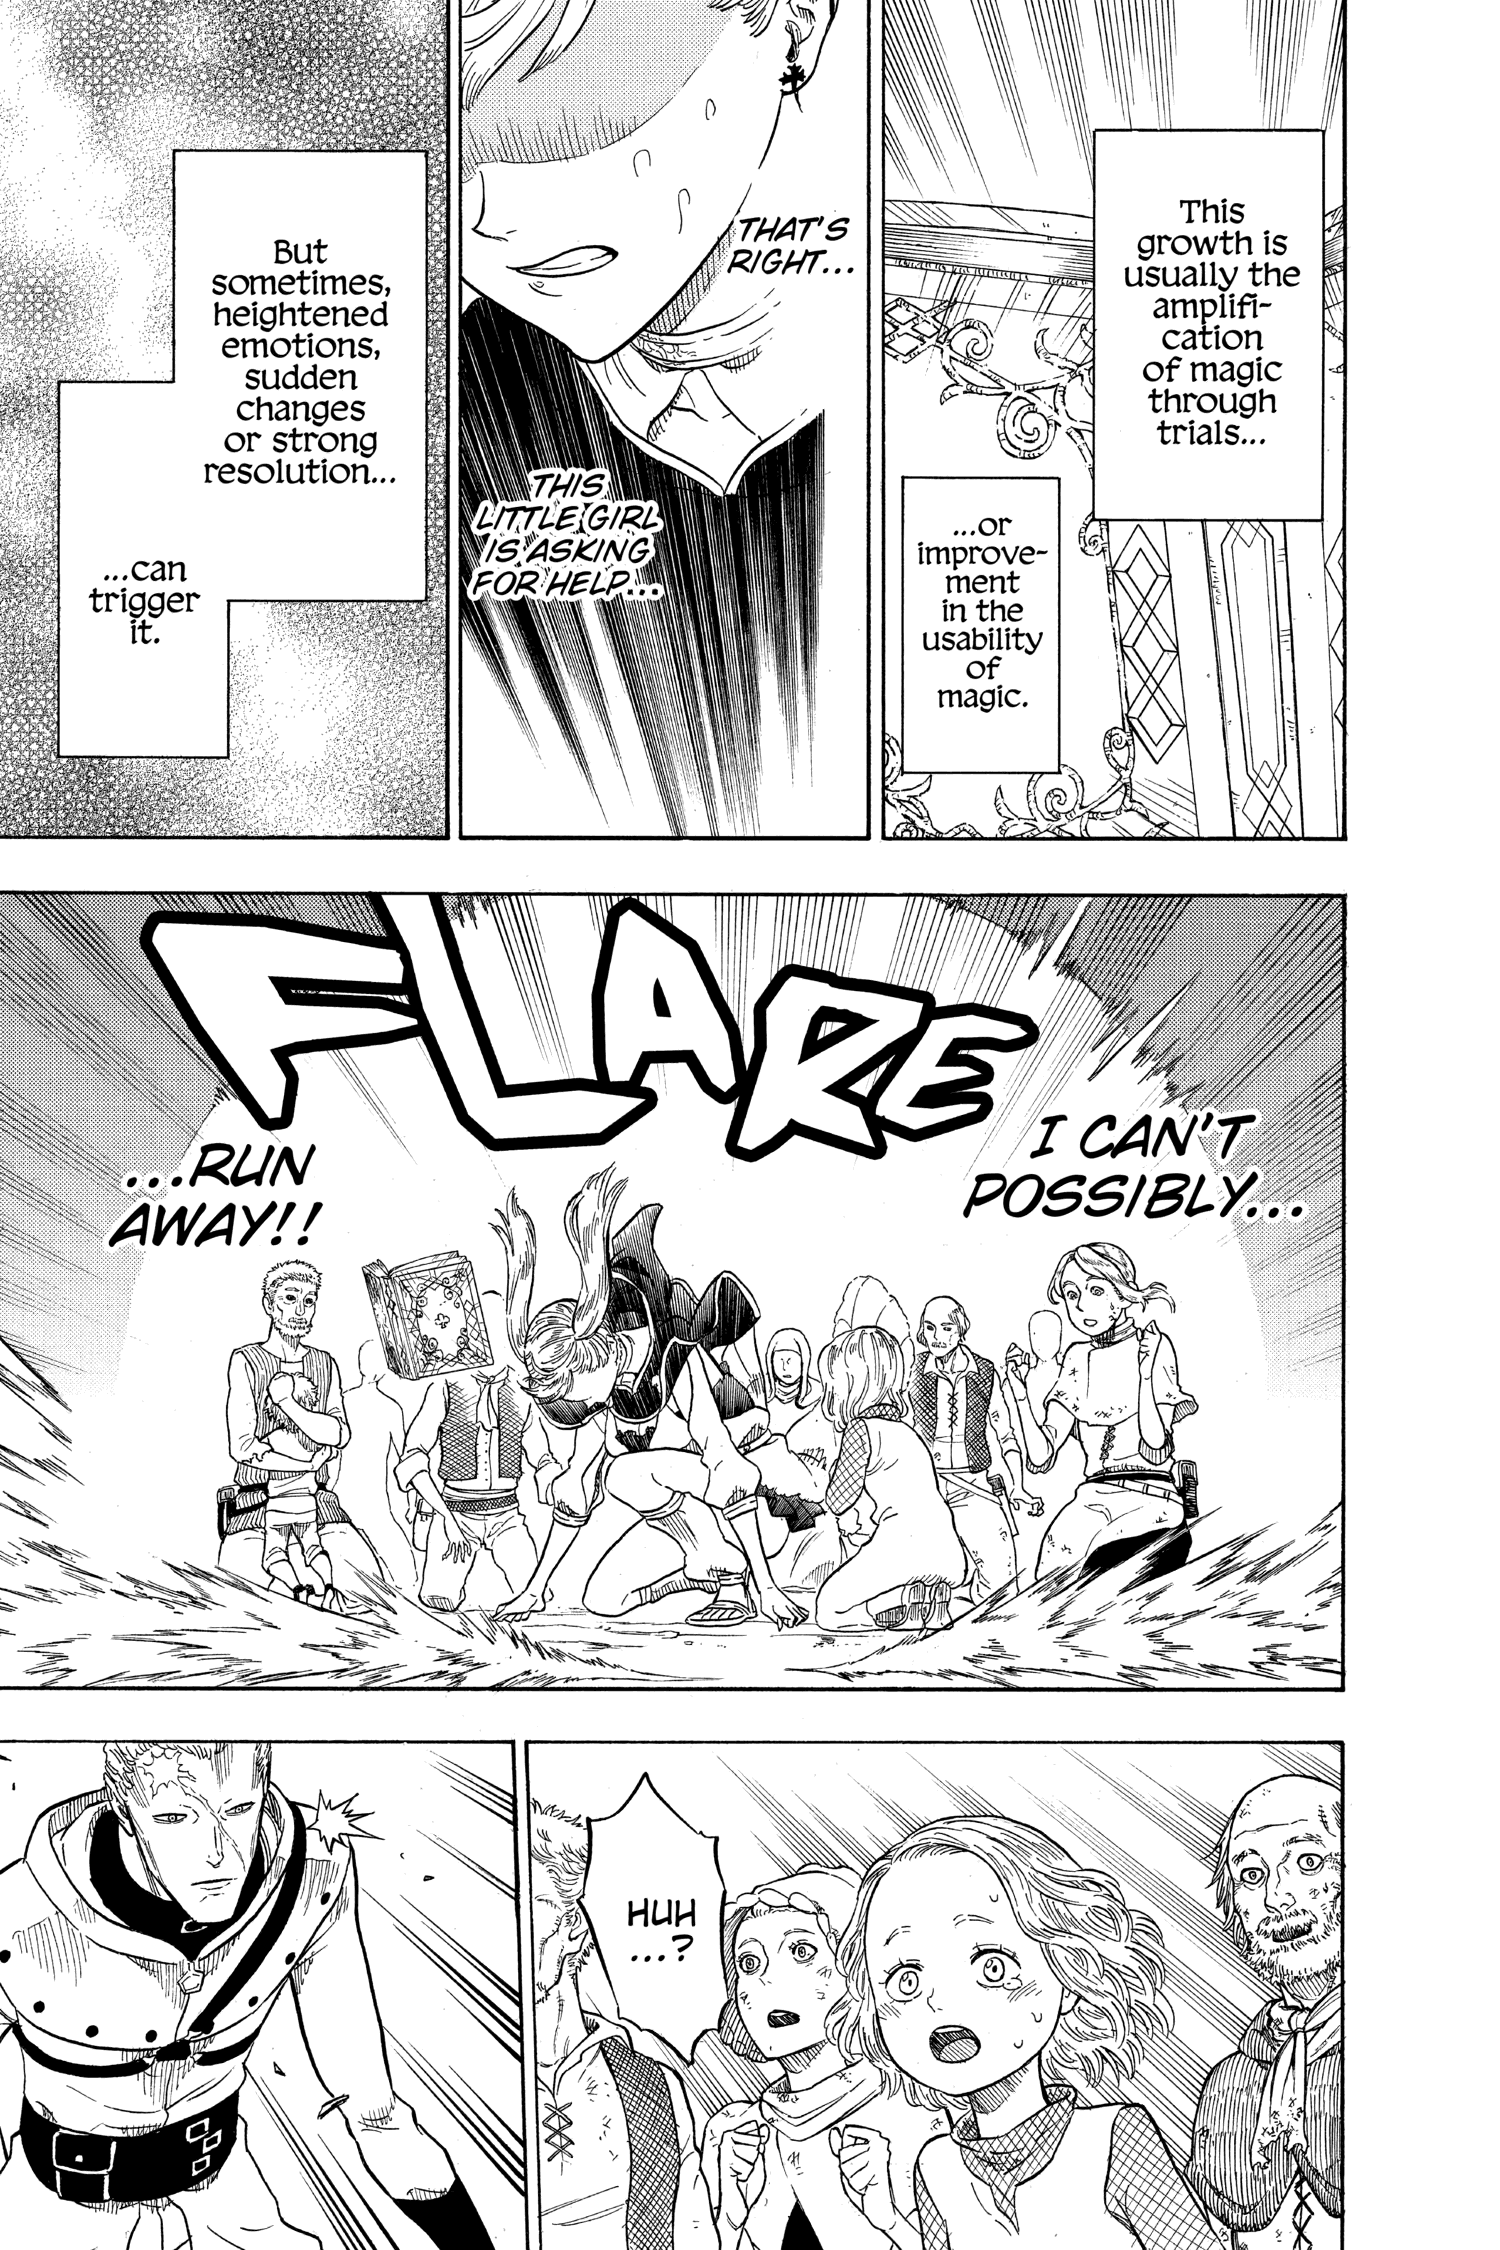 This
growth is
usually the
amplifi-
cation
of magic
through
trials...
...or
improve-
ment
in the
usability
of
magic.
THAT'S
RIGHT...
THIS
LITTLE GIRL
IS ASKING
FOR HELP...
But
sometimes,
heightened
emotions,
sudden
changes
or strong
resolution...
...can
trigger
it.
FLARE
I CAN'T
POSSIBLY...
...RUN
AWAY!!
HUH
...?